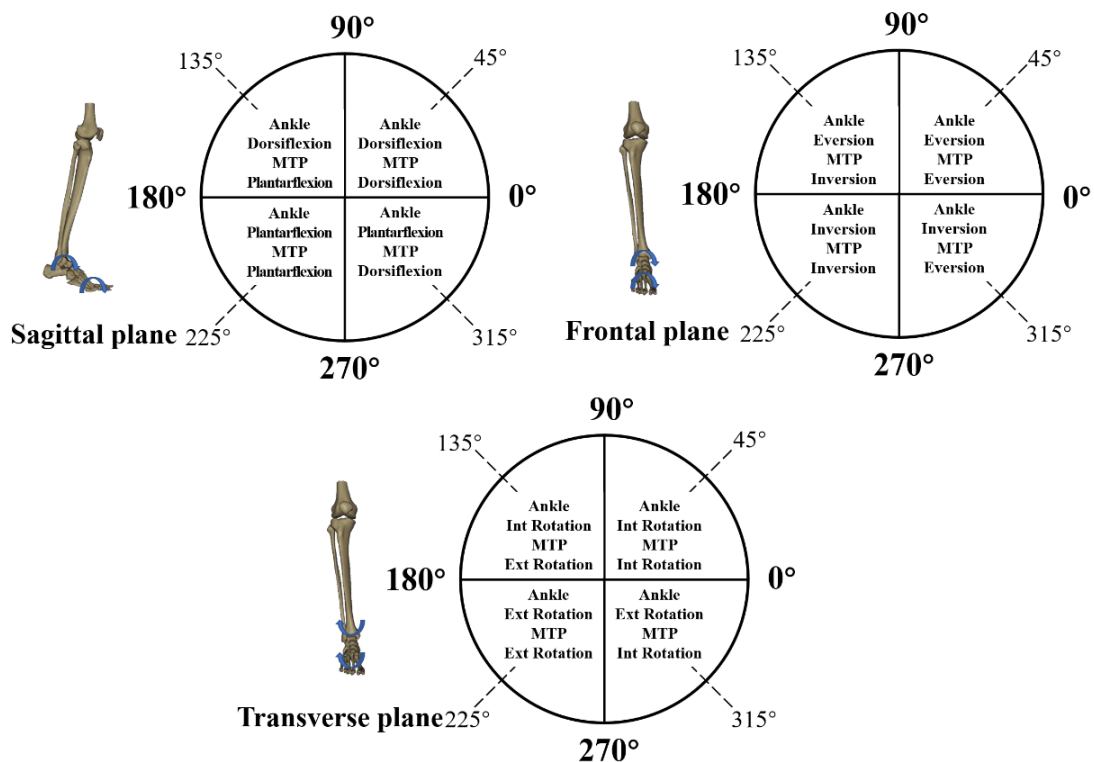 90°
135°
45°
Ankle
Dorsiflexion
MTP
Plantarflexion
Ankle
Dorsiflexion
MTP
Dorsiflexion
180°
0°
Ankle
Plantarflexion
MTP
Plantarflexion
Ankle
Plantarflexion
MTP
Dorsiflexion
Sagittal plane
225°
315°
270°
90°
135°
45°
Ankle
Eversion
MTP
Inversion
Ankle
Eversion
MTP
Eversion
180°
0°
Ankle
Inversion
MTP
Inversion
Ankle
Inversion
MTP
Eversion
Frontal plane
225°
315°
270°
90°
135°
45°
Ankle
Int Rotation
MTP
Ext Rotation
Ankle
Int Rotation
MTP
Int Rotation
180°
0°
Ankle
Ext Rotation
MTP
Ext Rotation
Ankle
Ext Rotation
MTP
Int Rotation
Transverse plane
225°
315°
270°